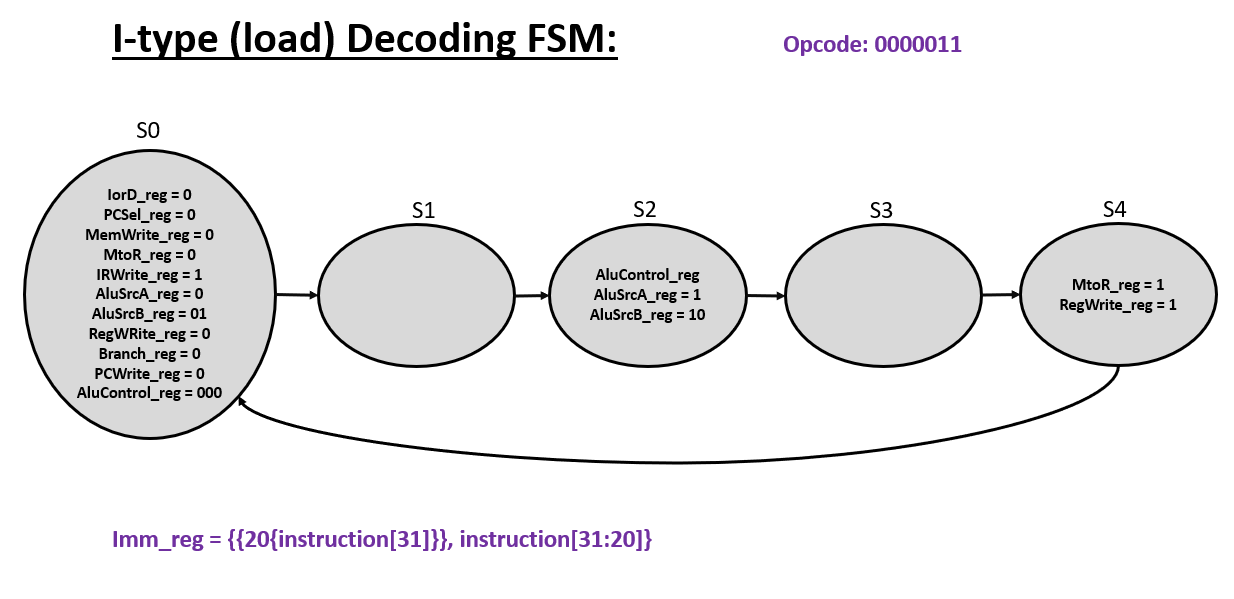 I-type (load) Decoding FSM:
Opcode: 0000011
S0
IorD_reg = 0
PCSel_reg = 0
MemWrite_reg = 0
MtoR_reg = 0
IRWrite_reg = 1
AluSrcA_reg = 0
AluSrcB_reg = 01
RegWRite_reg = 0
Branch_reg = 0
PCWrite_reg = 0
AluControl_reg = 000
S1
S2
AluControl_reg
AluSrcA_reg = 1
AluSrcB_reg = 10
S3
S4
MtoR_reg = 1
RegWrite_reg = 1
Imm_reg = {{20{instruction[31]}}, instruction[31:20]}